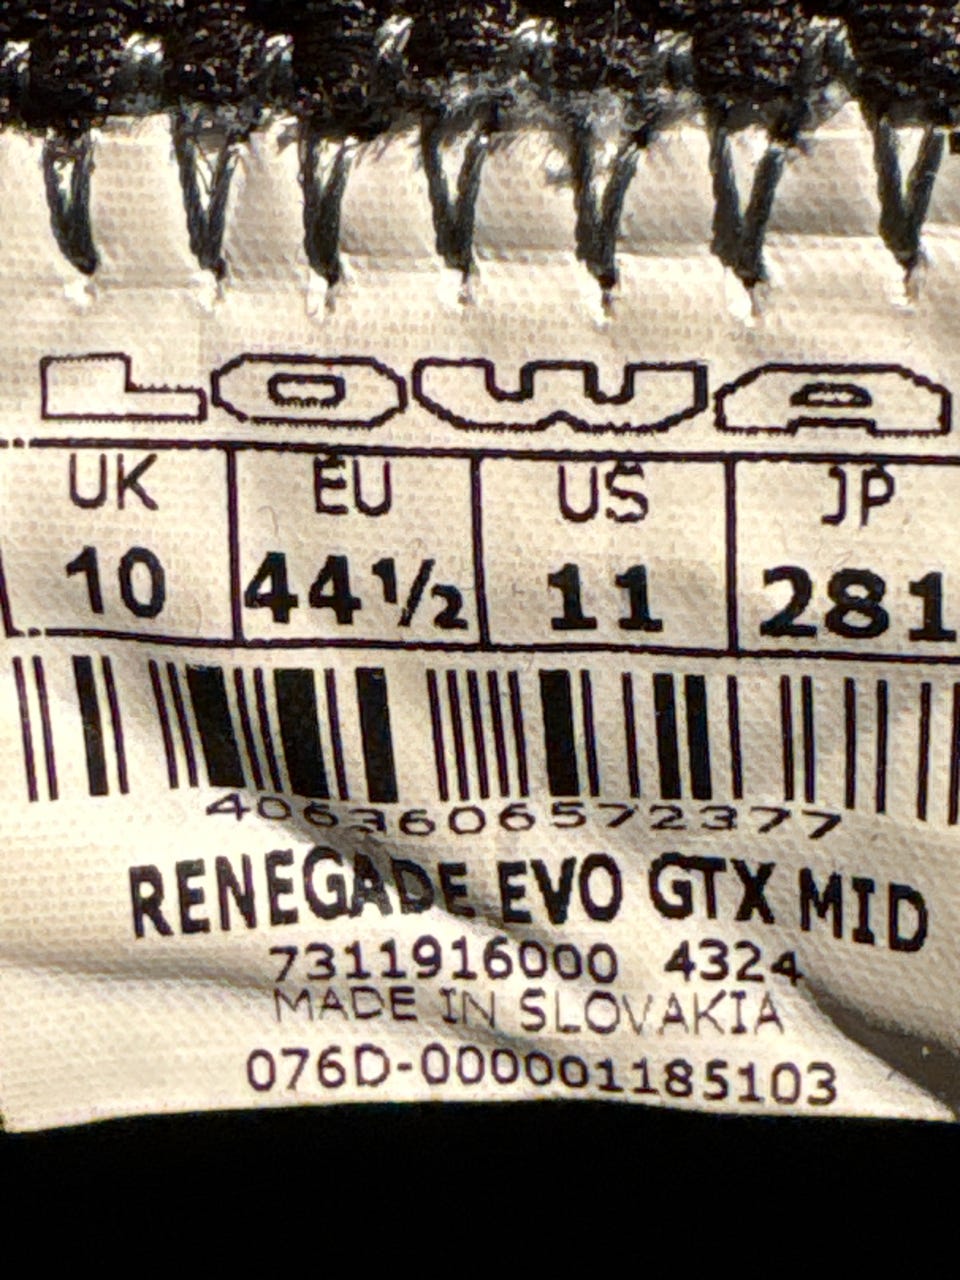 LOWA
UK EU US JP
10 44½ 11 281
4063606572377
RENEGADE EVO GTX MID
7311916000 4324
MADE IN SLOVAKIA
076D-000001185103